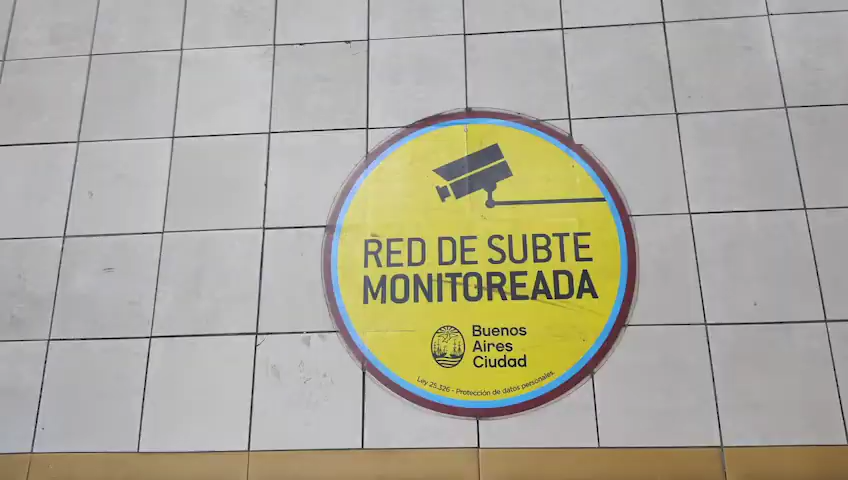 RED DE SUBTE
MONITOREADA
Buenos
Aires
Ciudad
Ley 25.326 - Protección de datos personales.